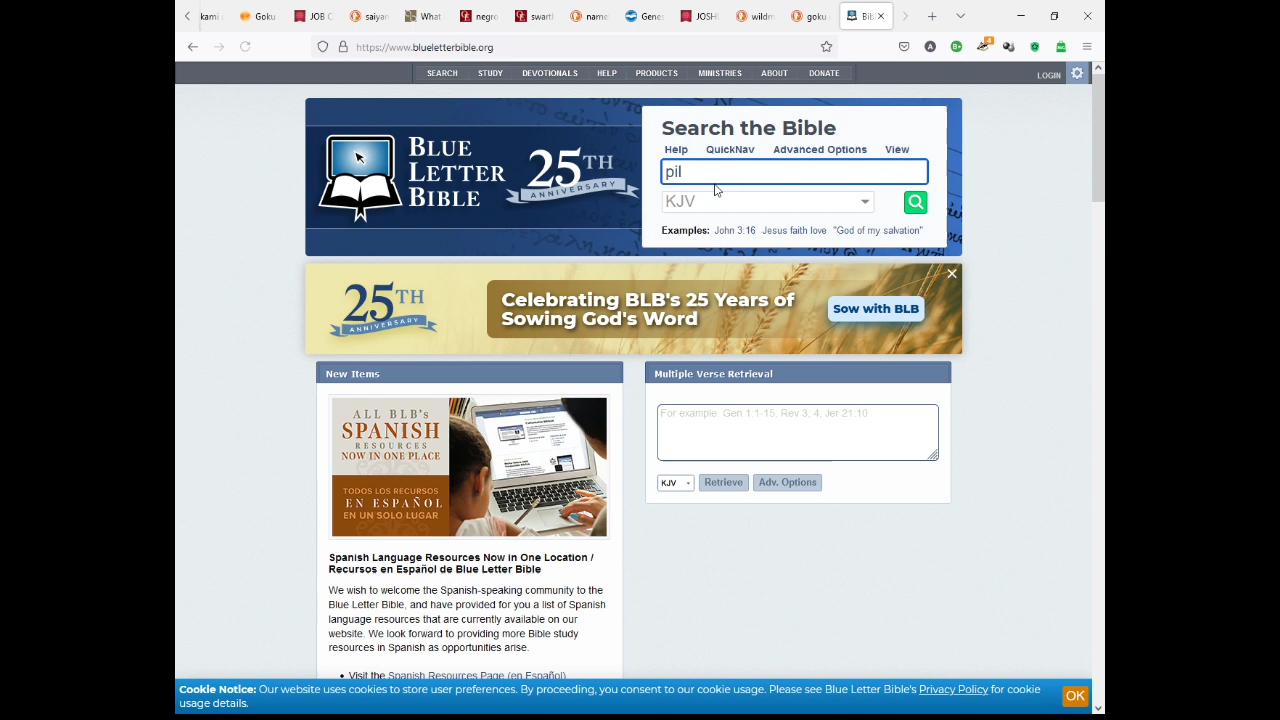 kami
Goku
JOB C
saiyan
What
negro
swarth
name
Genes
JOSHU
wildm
goku
Bib
https://www.blueletterbible.org
4
A
B+
SEARCH STUDY DEVOTIONALS HELP PRODUCTS MINISTRIES ABOUT DONATE
LOGIN
BLUE
LETTER
BIBLE
25TH
ANNIVERSARY
Search the Bible
Help QuickNav Advanced Options View
pil
KJV
Examples: John 3:16 Jesus faith love "God of my salvation"
25TH
ANNIVERSARY
Celebrating BLB's 25 Years of
Sowing God's Word
Sow with BLB
New Items
ALL BLB's
SPANISH
RESOURCES
NOW IN ONE PLACE
TODOS LOS RECURSOS
EN ESPAÑOL
EN UN SOLO LUGAR
Spanish Language Resources Now in One Location /
Recursos en Español de Blue Letter Bible
We wish to welcome the Spanish-speaking community to the
Blue Letter Bible, and have provided for you a list of Spanish
language resources that are currently available on our
website. We look forward to providing more Bible study
resources in Spanish as opportunities arise.
• Visit the Spanish Resources Page (en Español)
Multiple Verse Retrieval
For example: Gen 1:1-15, Rev 3, 4, Jer 21:10
KJV Retrieve Adv. Options
Cookie Notice: Our website uses cookies to store user preferences. By proceeding, you consent to our cookie usage. Please see Blue Letter Bible's Privacy Policy for cookie
usage details.
OK